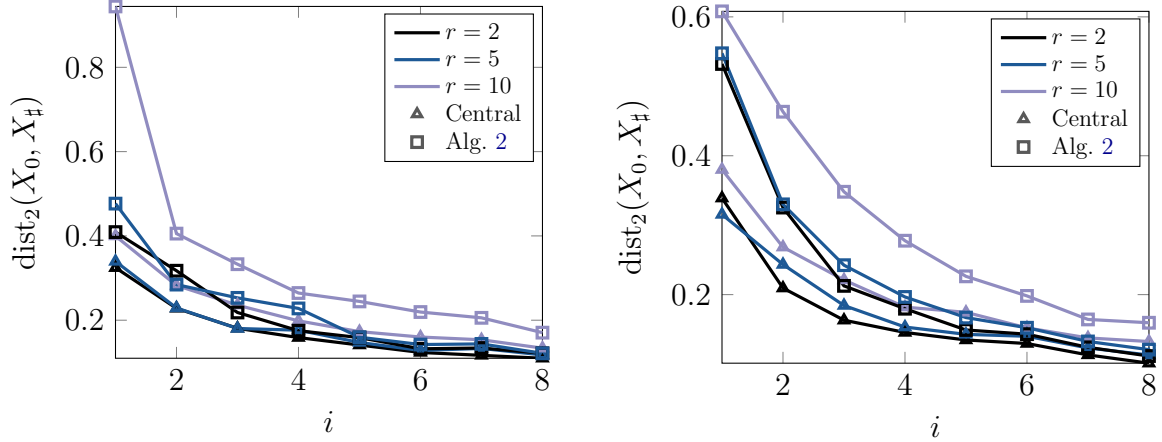 0.8
0.6
0.4
0.2
dist₂(X₀, X♯)
2
4
6
8
i
r = 2
r = 5
r = 10
Central
Alg. 2
0.6
0.4
0.2
dist₂(X₀, X♯)
2
4
6
8
i
r = 2
r = 5
r = 10
Central
Alg. 2